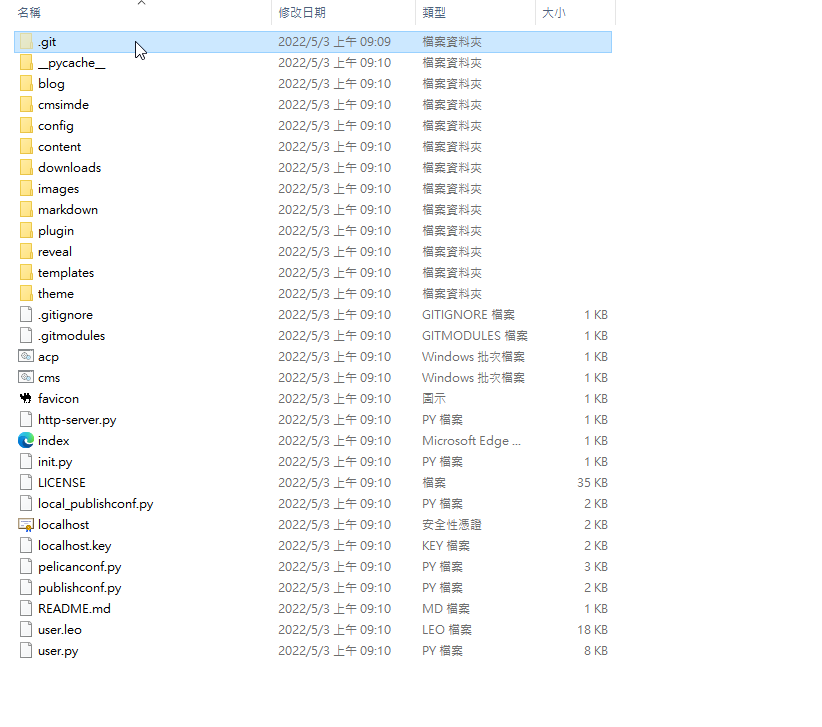 名稱 修改日期 類型 大小
.git 2022/5/3 上午 09:09 檔案資料夾
__pycache__ 2022/5/3 上午 09:10 檔案資料夾
blog 2022/5/3 上午 09:10 檔案資料夾
cmsimde 2022/5/3 上午 09:10 檔案資料夾
config 2022/5/3 上午 09:10 檔案資料夾
content 2022/5/3 上午 09:10 檔案資料夾
downloads 2022/5/3 上午 09:10 檔案資料夾
images 2022/5/3 上午 09:10 檔案資料夾
markdown 2022/5/3 上午 09:10 檔案資料夾
plugin 2022/5/3 上午 09:10 檔案資料夾
reveal 2022/5/3 上午 09:10 檔案資料夾
templates 2022/5/3 上午 09:10 檔案資料夾
theme 2022/5/3 上午 09:10 檔案資料夾
.gitignore 2022/5/3 上午 09:10 GITIGNORE 檔案 1 KB
.gitmodules 2022/5/3 上午 09:10 GITMODULES 檔案 1 KB
acp 2022/5/3 上午 09:10 Windows 批次檔案 1 KB
cms 2022/5/3 上午 09:10 Windows 批次檔案 1 KB
favicon 2022/5/3 上午 09:10 圖示 1 KB
http-server.py 2022/5/3 上午 09:10 PY 檔案 1 KB
index 2022/5/3 上午 09:10 Microsoft Edge ... 1 KB
init.py 2022/5/3 上午 09:10 PY 檔案 1 KB
LICENSE 2022/5/3 上午 09:10 檔案 35 KB
local_publishconf.py 2022/5/3 上午 09:10 PY 檔案 2 KB
localhost 2022/5/3 上午 09:10 安全性憑證 2 KB
localhost.key 2022/5/3 上午 09:10 KEY 檔案 2 KB
pelicanconf.py 2022/5/3 上午 09:10 PY 檔案 3 KB
publishconf.py 2022/5/3 上午 09:10 PY 檔案 2 KB
README.md 2022/5/3 上午 09:10 MD 檔案 1 KB
user.leo 2022/5/3 上午 09:10 LEO 檔案 18 KB
user.py 2022/5/3 上午 09:10 PY 檔案 8 KB